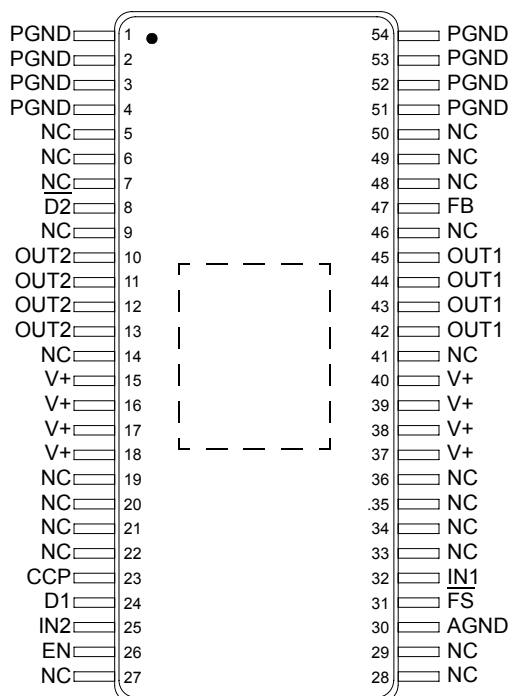 PGND 1 54 PGND
PGND 2 53 PGND
PGND 3 52 PGND
PGND 4 51 PGND
NC 5 50 NC
NC 6 49 NC
NC 7 48 NC
D2 8 47 FB
NC 9 46 NC
OUT2 10 45 OUT1
OUT2 11 44 OUT1
OUT2 12 43 OUT1
OUT2 13 42 OUT1
NC 14 41 NC
V+ 15 40 V+
V+ 16 39 V+
V+ 17 38 V+
V+ 18 37 V+
NC 19 36 NC
NC 20 .35 NC
NC 21 34 NC
NC 22 33 NC
CCP 23 32 IN1
D1 24 31 FS
IN2 25 30 AGND
EN 26 29 NC
NC 27 28 NC